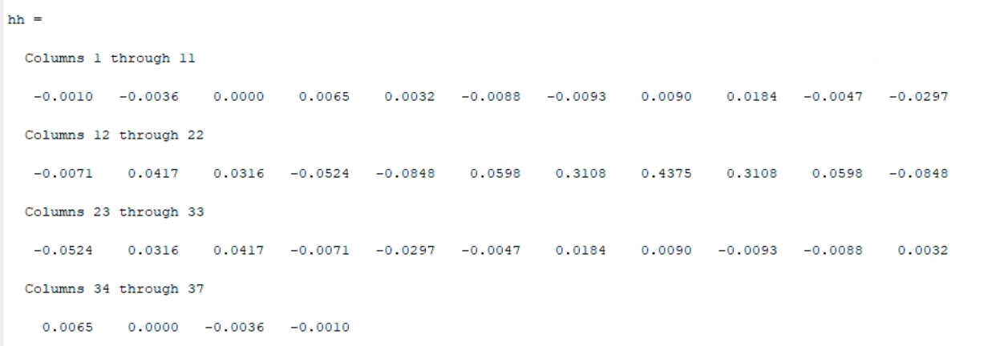 hh =
Columns 1 through 11
-0.0010 -0.0036 0.0000 0.0065 0.0032 -0.0088 -0.0093 0.0090 0.0184 -0.0047 -0.0297
Columns 12 through 22
-0.0071 0.0417 0.0316 -0.0524 -0.0848 0.0598 0.3108 0.4375 0.3108 0.0598 -0.0848
Columns 23 through 33
-0.0524 0.0316 0.0417 -0.0071 -0.0297 -0.0047 0.0184 0.0090 -0.0093 -0.0088 0.0032
Columns 34 through 37
0.0065 0.0000 -0.0036 -0.0010